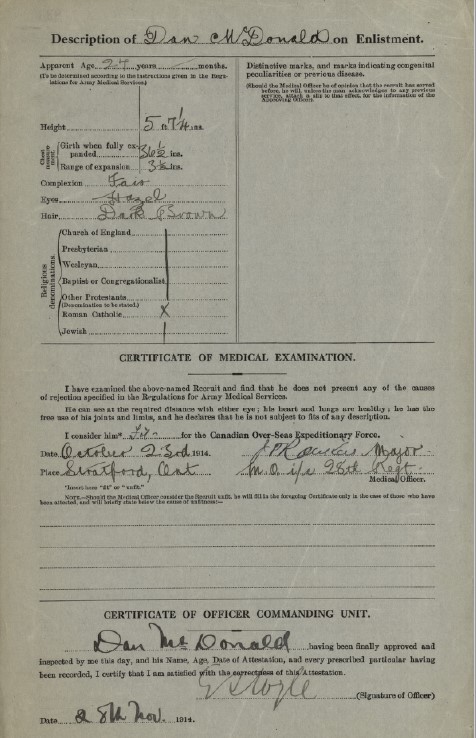 Description of Dan McDonald on Enlistment.
Apparent Age 24 years months.
(To be determined according to the instructions given in the Regulations for Army Medical Services.)
Height 5 ft. 7 1/4 ins.
Chest measurement.
Girth when fully expanded 36 1/2 ins.
Range of expansion 3 1/2 ins.
Complexion Fair
Eyes Hazel
Hair Dark Brown
Religious denominations
Church of England
Presbyterian
Wesleyan
Baptist or Congregationalist
Other Protestants
(Denomination to be stated.)
Roman Catholic X
Jewish
Distinctive marks, and marks indicating congenital
peculiarities or previous disease.
(Should the Medical Officer be of opinion that the recruit has served
before, he will, unless the man acknowledges to any previous
service, attach a slip to that effect, for the information of the
Approving Officer).
CERTIFICATE OF MEDICAL EXAMINATION.
I have examined the above-named Recruit and find that he does not present any of the causes
of rejection specified in the Regulations for Army Medical Services.
He can see at the required distance with either eye; his heart and lungs are healthy; he has the
free use of his joints and limbs, and he declares that he is not subject to fits of any description.
I consider him* Fit for the Canadian Over-Seas Expeditionary Force.
Date October 23rd 1914. Major
Place Stratford, Ont M.O. i/c 28th Regt.
Medical Officer.
*Insert here "fit" or "unfit."
NOTE.—Should the Medical Officer consider the Recruit unfit, he will fill in the foregoing Certificate only in the case of those who have
been attested, and will briefly state below the cause of unfitness:—
CERTIFICATE OF OFFICER COMMANDING UNIT.
Dan McDonald having been finally approved and
inspected by me this day, and his Name, Age, Date of Attestation, and every prescribed particular having
been recorded, I certify that I am satisfied with the correctness of this Attestation.
(Signature of Officer)
Date 28th Nov. 1914.